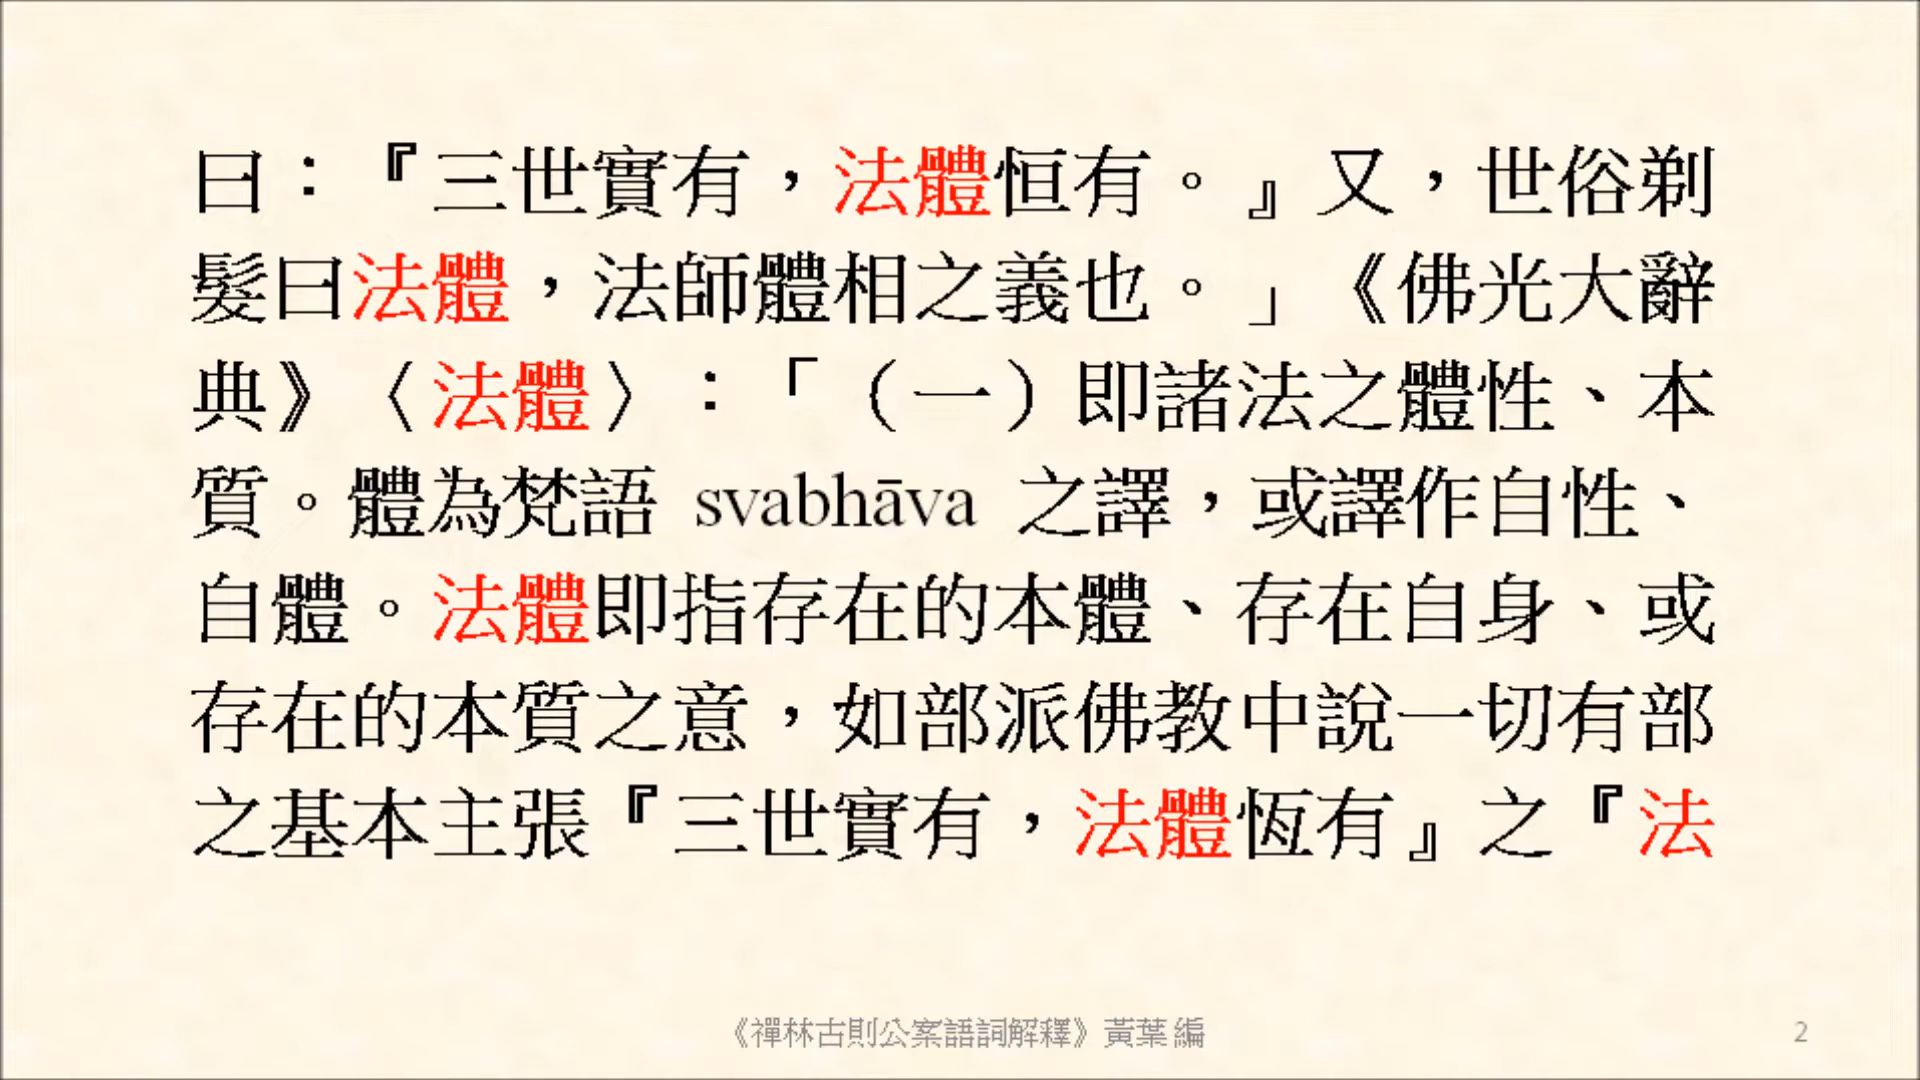 曰：『三世實有，法體恒有。』又，世俗剃
髮曰法體，法師體相之義也。」《佛光大辭
典》〈法體〉：「（一）即諸法之體性、本
質。體為梵語 svabhāva 之譯，或譯作自性、
自體。法體即指存在的本體、存在自身、或
存在的本質之意，如部派佛教中說一切有部
之基本主張『三世實有，法體恆有』之『法
《禪林古則公案語詞解釋》黃葉 編
2